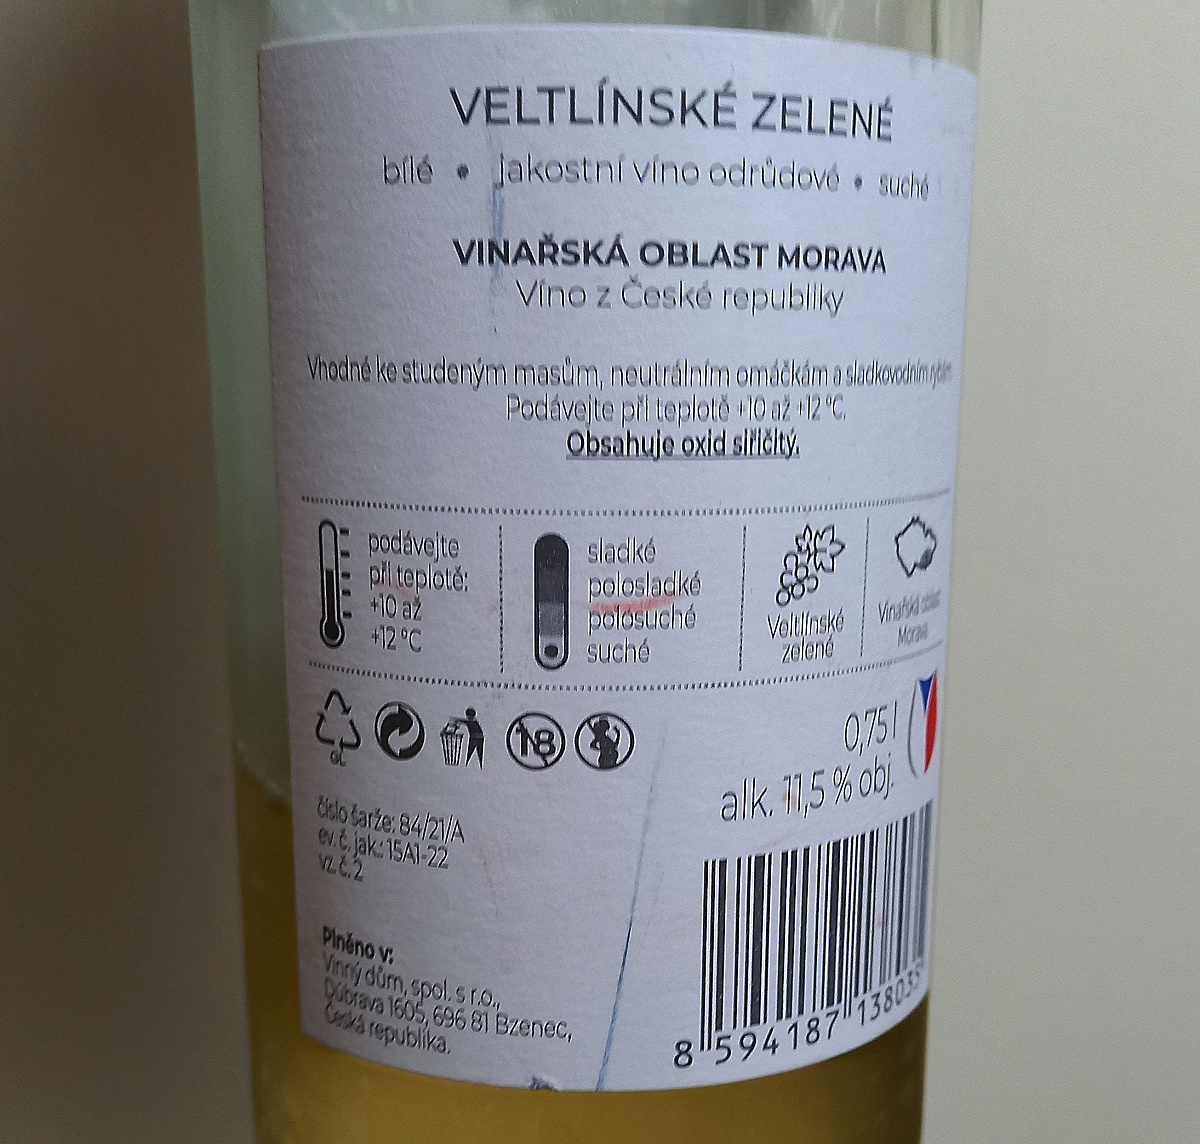 VELTLÍNSKÉ ZELENÉ
bílé • jakostní víno odrůdové • suché
VINAŘSKÁ OBLAST MORAVA
Víno z České republiky
Vhodné ke studeným masům, neutrálním omáčkám a sladkovodním rybám
Podávejte při teplotě +10 až +12 °C.
Obsahuje oxid siřičitý.
podávejte
při teplotě:
+10 až
+12 °C
sladké
polosladké
polosuché
suché
Veltlínské
zelené
Vinařská oblast
Morava
GL
18
0,75 l
alk. 11,5 % obj.
číslo šarže: 84/21/A
ev. č. jak.: 15A1-22
vz. č. 2
Plněno v:
Vinný dům, spol. s r.o.,
Dúbrava 1605, 696 81 Bzenec,
Česká republika.
8 594187 138035